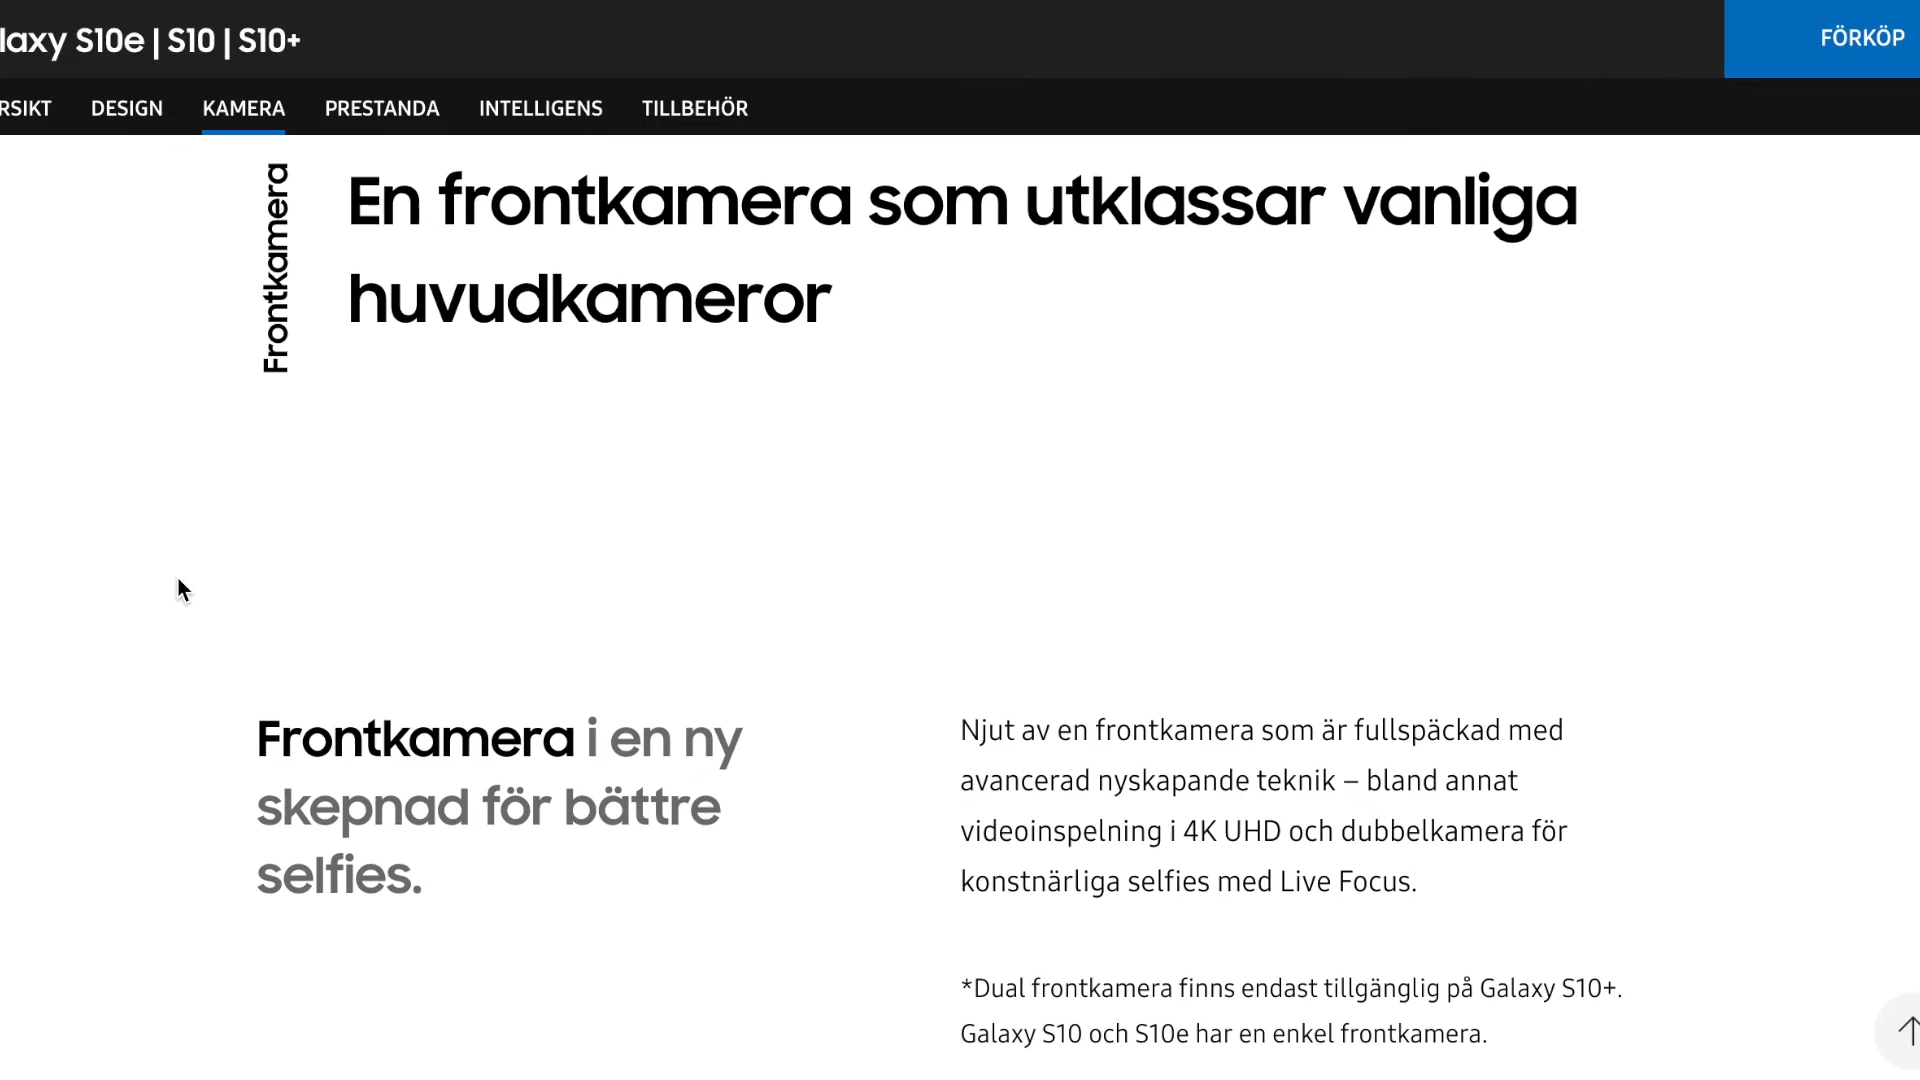 laxy S10e | S10 | S10+
FÖRKÖP
RSIKT DESIGN KAMERA PRESTANDA INTELLIGENS TILLBEHÖR
Frontkamera
En frontkamera som utklassar vanliga
huvudkameror
Frontkamera i en ny
skepnad för bättre
selfies.
Njut av en frontkamera som är fullspäckad med
avancerad nyskapande teknik – bland annat
videoinspelning i 4K UHD och dubbelkamera för
konstnärliga selfies med Live Focus.
*Dual frontkamera finns endast tillgänglig på Galaxy S10+.
Galaxy S10 och S10e har en enkel frontkamera.